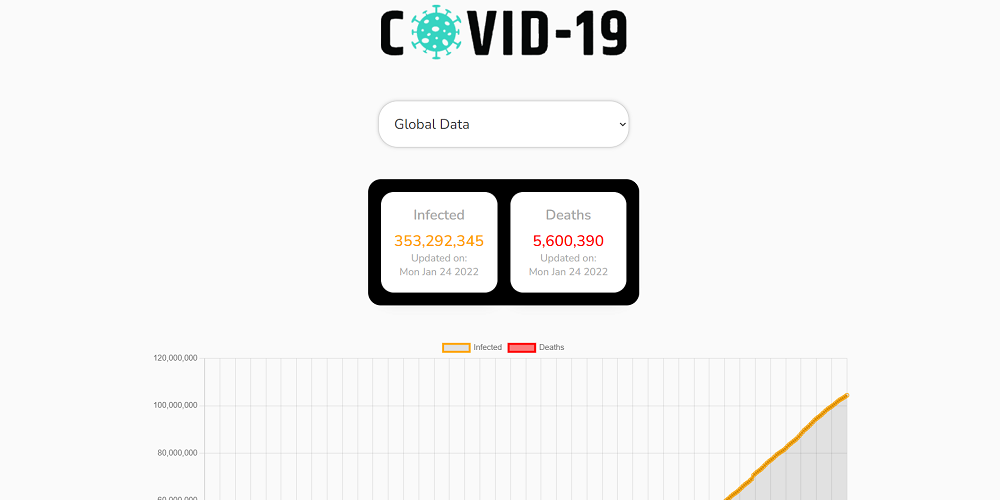 COVID-19
Global Data
Infected
353,292,345
Updated on:
Mon Jan 24 2022
Deaths
5,600,390
Updated on:
Mon Jan 24 2022
Infected Deaths
120,000,000
100,000,000
80,000,000
60,000,000